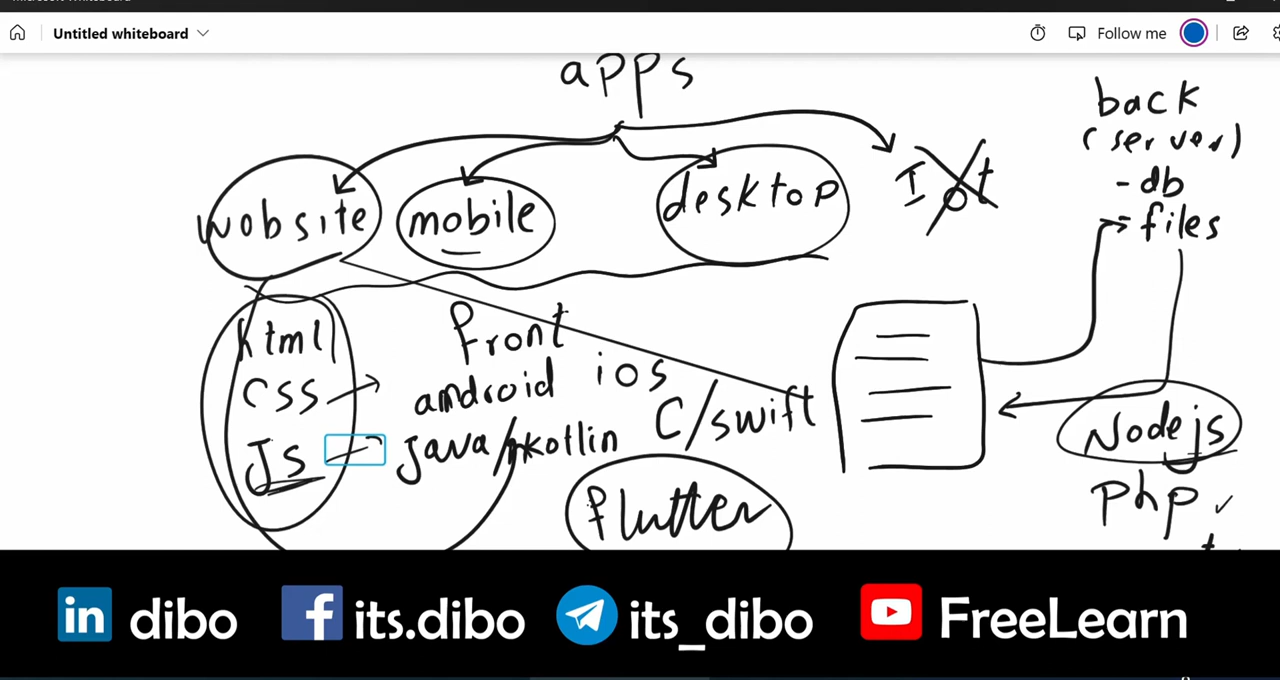 Untitled whiteboard
Follow me
apps
wobsite
mobile
desktop
Iot
back
(server)
-db
files
html
css
Js
front
android
ios
java/kotlin
C/swift
flutter
Nodejs
php
dibo
its.dibo
its_dibo
FreeLearn